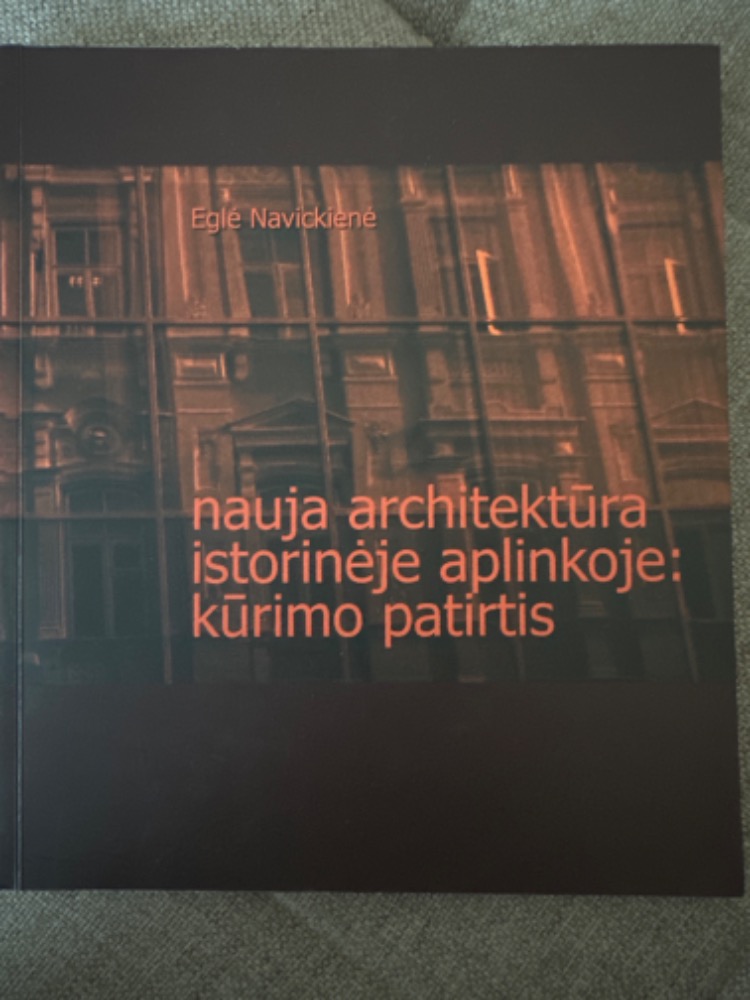 Eglė Navickienė
nauja architektūra
istorinėje aplinkoje:
kūrimo patirtis